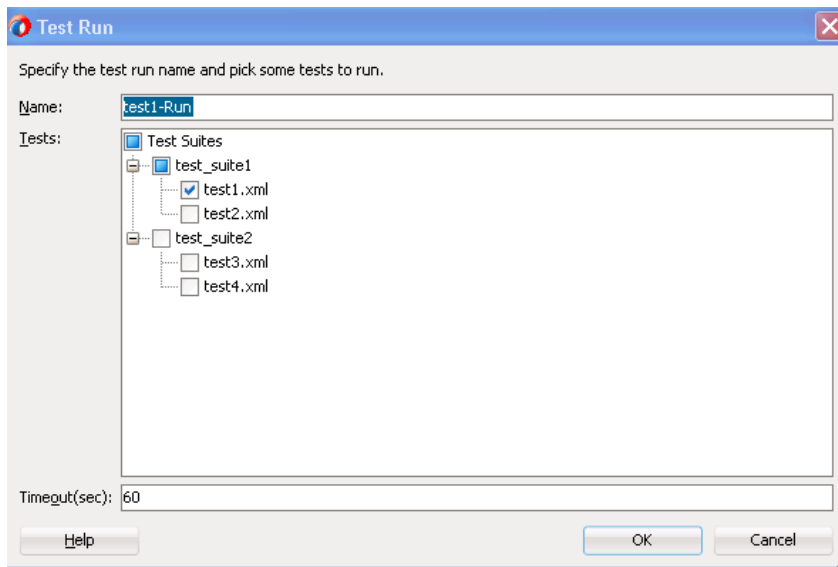 Test Run
Specify the test run name and pick some tests to run.
Name: test1-Run
Tests: Test Suites
test_suite1
test1.xml
test2.xml
test_suite2
test3.xml
test4.xml
Timeout(sec): 60
Help OK Cancel